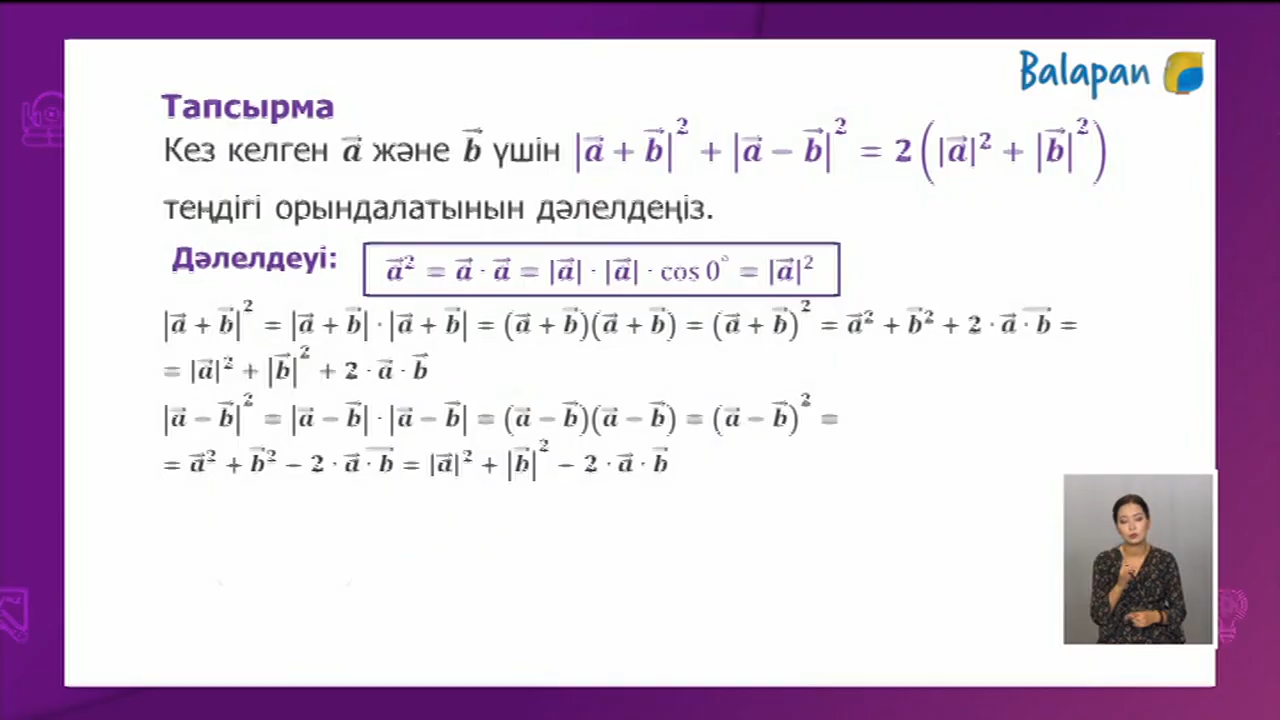 Balapan
Тапсырма
Кез келген a⃗ және b⃗ үшін |a⃗ + b⃗|² + |a⃗ − b⃗|² = 2(|a⃗|² + |b⃗|²)
теңдігі орындалатынын дәлелдеңіз.
Дәлелдеуі: a⃗² = a⃗ · a⃗ = |a⃗| · |a⃗| · cos 0° = |a⃗|²
|a⃗ + b⃗|² = |a⃗ + b⃗| · |a⃗ + b⃗| = (a⃗ + b⃗)(a⃗ + b⃗) = (a⃗ + b⃗)² = a⃗² + b⃗² + 2 · a⃗ · b⃗ =
= |a⃗|² + |b⃗|² + 2 · a⃗ · b⃗
|a⃗ − b⃗|² = |a⃗ − b⃗| · |a⃗ − b⃗| = (a⃗ − b⃗)(a⃗ − b⃗) = (a⃗ − b⃗)² =
= a⃗² + b⃗² − 2 · a⃗ · b⃗ = |a⃗|² + |b⃗|² − 2 · a⃗ · b⃗